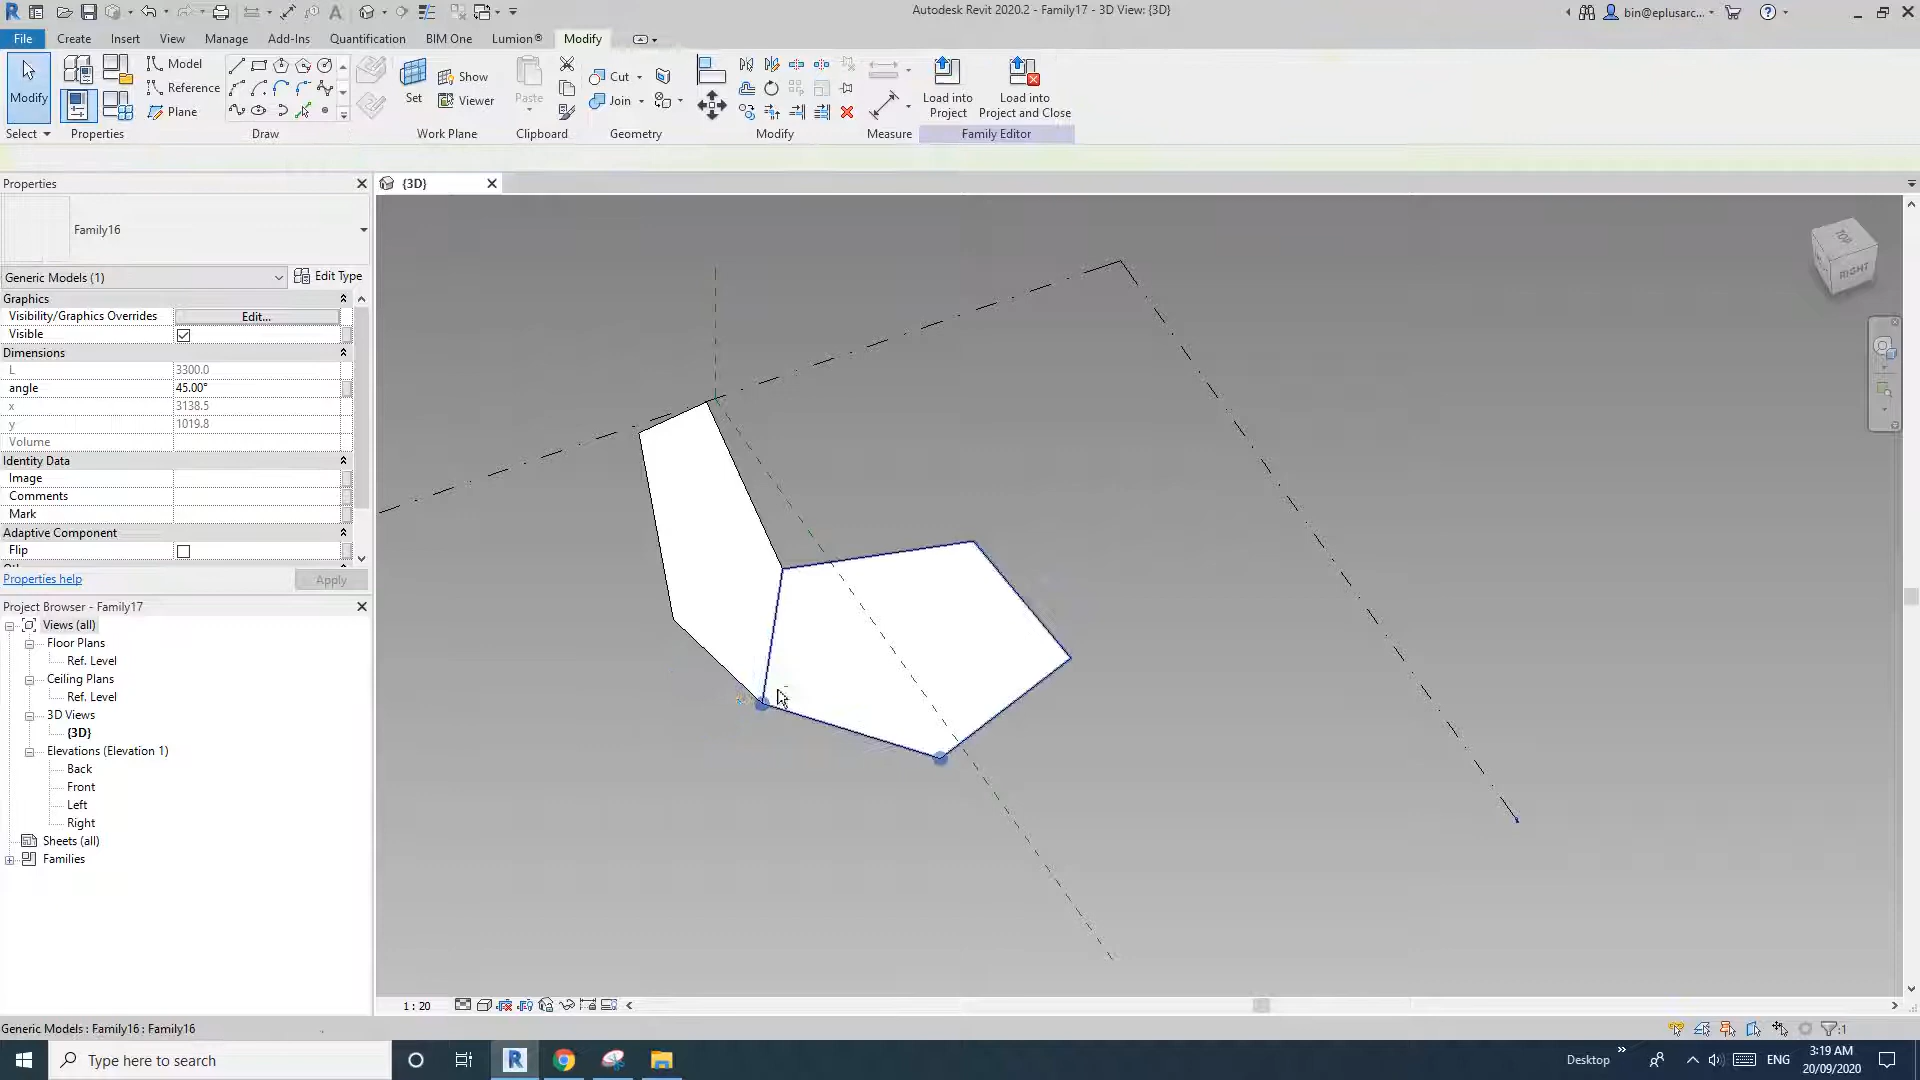 Autodesk Revit 2020.2 - Family17 - 3D View: {3D}
bin@eplusarc...
File Create Insert View Manage Add-Ins Quantification BIM One Lumion® Modify
Modify
Select
Properties
Model
Reference
Plane
Draw
Set
Show
Viewer
Work Plane
Paste
Clipboard
Cut
Join
Geometry
Modify
Measure
Load into
Project
Load into
Project and Close
Family Editor
Properties
Family16
Generic Models (1)
Edit Type
Graphics
Visibility/Graphics Overrides Edit...
Visible
Dimensions
L 3300.0
angle 45.00°
x 3138.5
y 1019.8
Volume
Identity Data
Image
Comments
Mark
Adaptive Component
Flip
Properties help
Apply
Project Browser - Family17
Views (all)
Floor Plans
Ref. Level
Ceiling Plans
Ref. Level
3D Views
{3D}
Elevations (Elevation 1)
Back
Front
Left
Right
Sheets (all)
Families
{3D}
TOP
RIGHT
1 : 20
Generic Models : Family16 : Family16
:1
Type here to search
Desktop
ENG
3:19 AM
20/09/2020